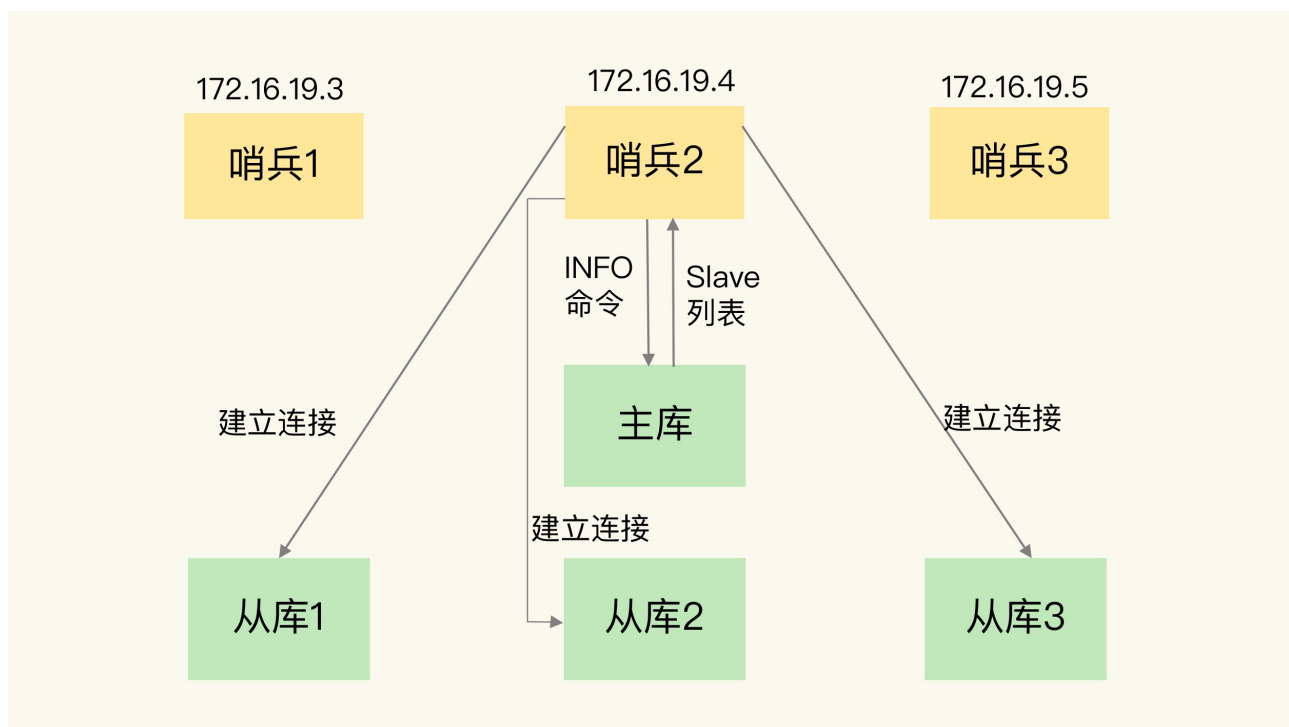 172.16.19.3
172.16.19.4
172.16.19.5
哨兵1
哨兵2
哨兵3
INFO
命令
Slave
列表
主库
建立连接
建立连接
建立连接
从库1
从库2
从库3